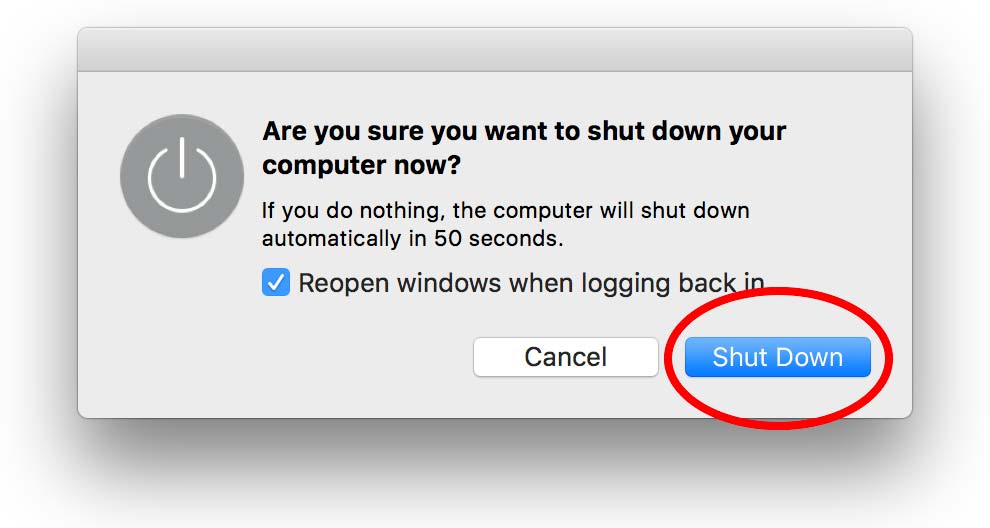 Are you sure you want to shut down your
computer now?
If you do nothing, the computer will shut down
automatically in 50 seconds.
Reopen windows when logging back in
Cancel
Shut Down